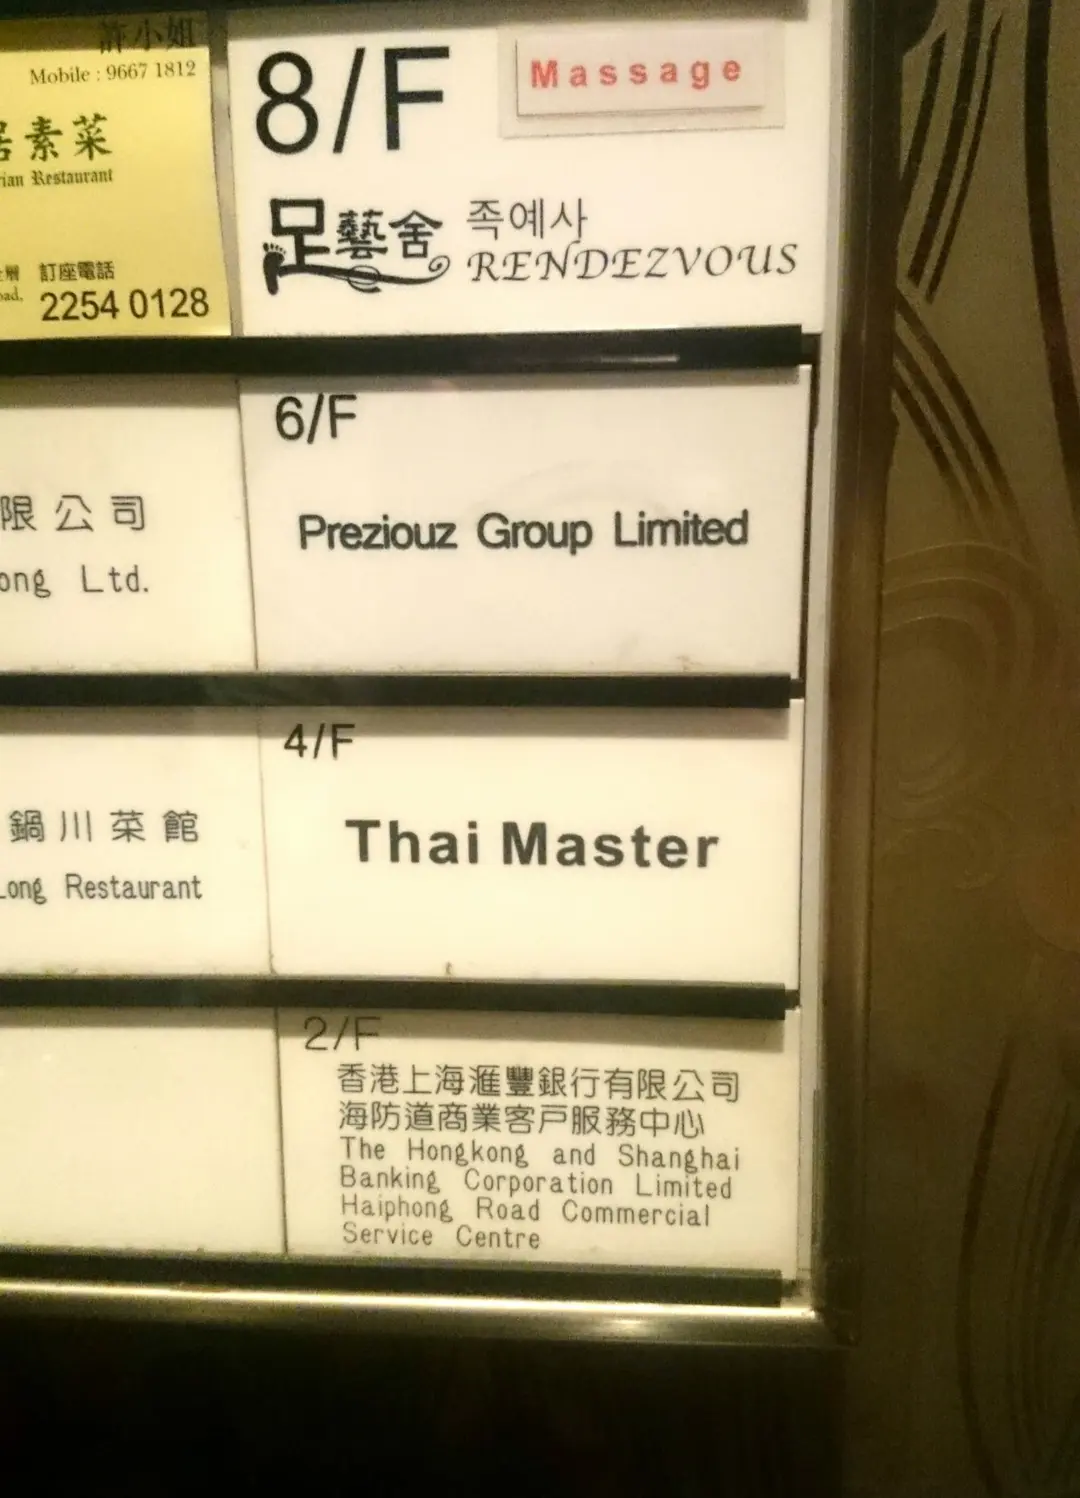 許小姐
Mobile : 9667 1812
素菜
Restaurant
訂座電話
2254 0128
8/F
Massage
足藝舍
족예사
RENDEZVOUS
限公司
Ltd.
6/F
Preziouz Group Limited
鍋川菜館
Long Restaurant
4/F
Thai Master
2/F
香港上海滙豐銀行有限公司
海防道商業客戶服務中心
The Hongkong and Shanghai
Banking Corporation Limited
Haiphong Road Commercial
Service Centre